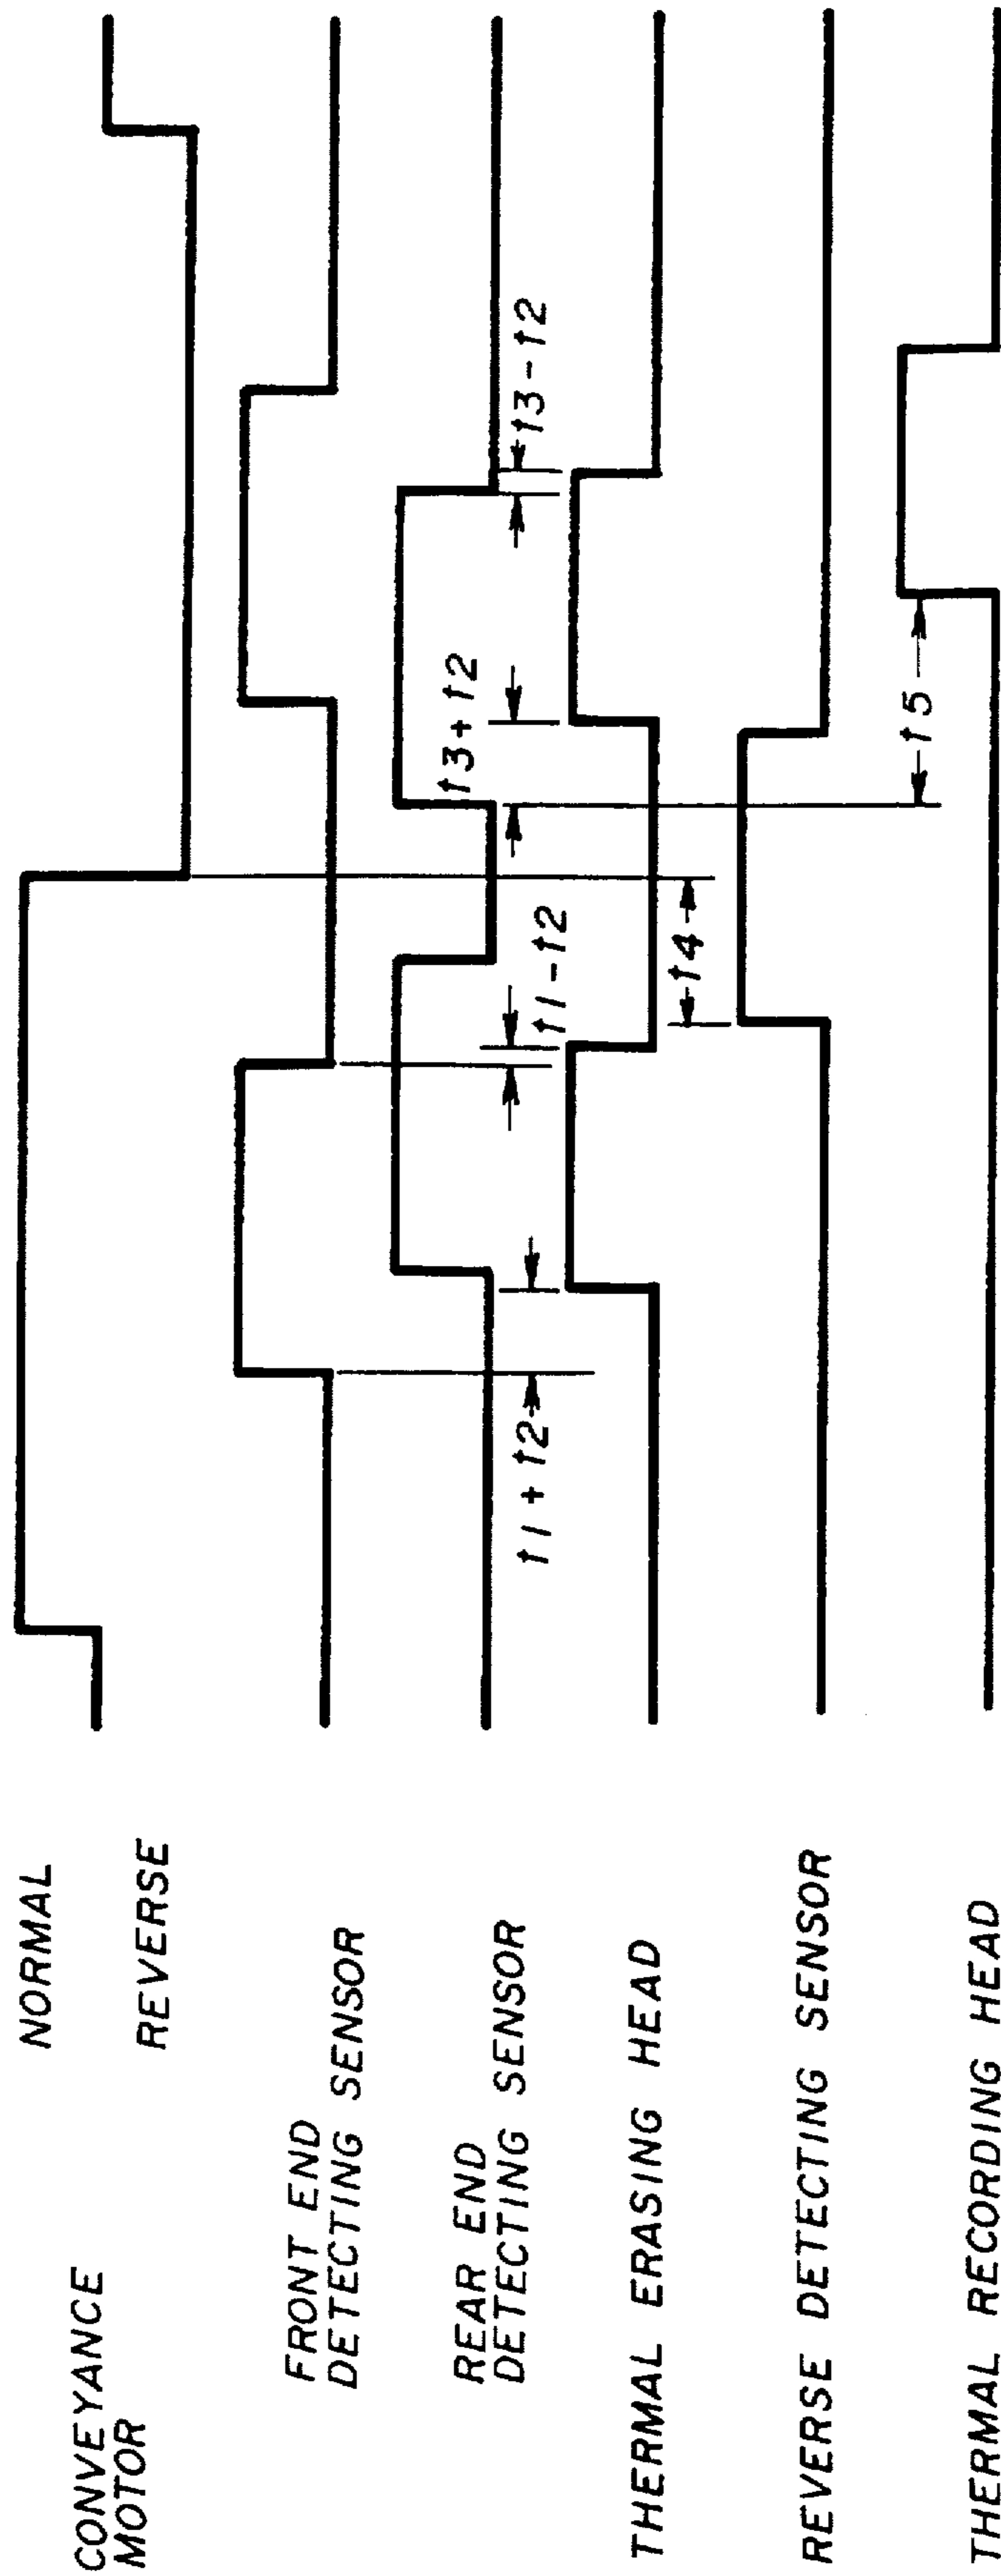 CONVEYANCE
MOTOR
NORMAL
REVERSE
FRONT END
DETECTING SENSOR
REAR END
DETECTING SENSOR
t1 + t2
t1 - t2
t3 + t2
t3 - t2
THERMAL ERASING HEAD
t4
REVERSE DETECTING SENSOR
t5
THERMAL RECORDING HEAD